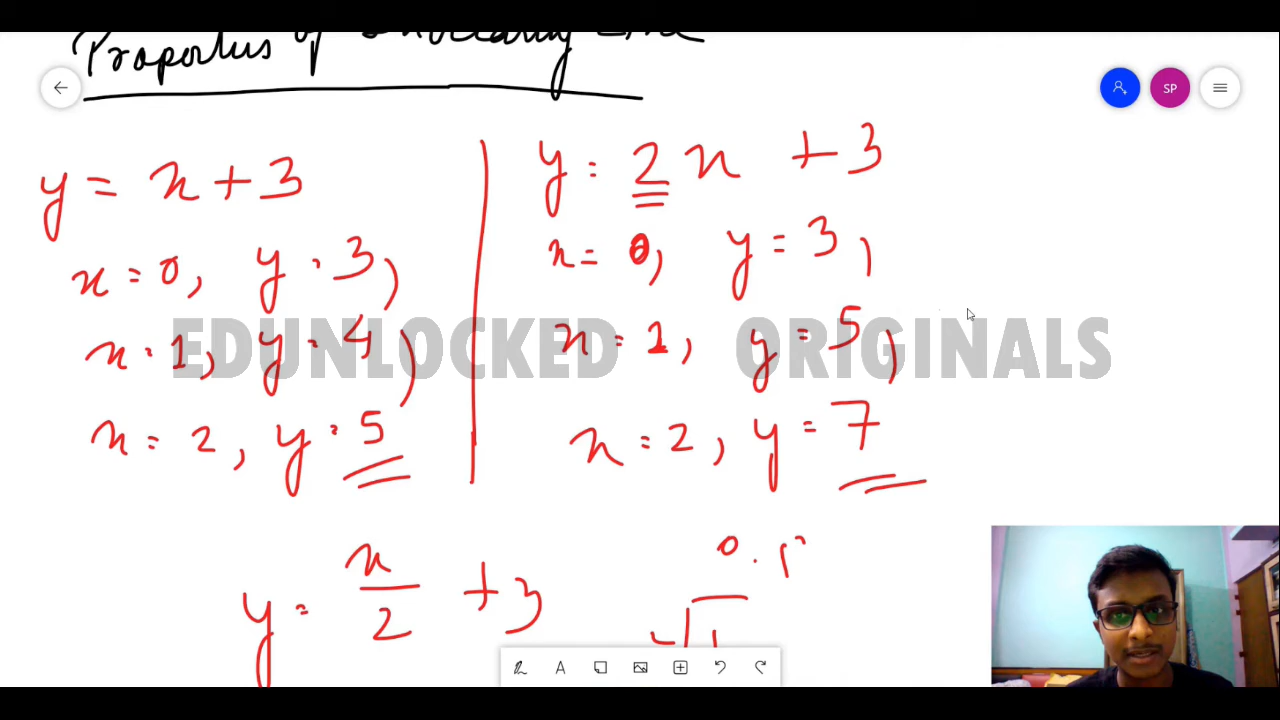 of
SP
y = x + 3
x = 0, y = 3,
x = 1, y = 4,
x = 2, y = 5
y = 2x + 3
x = 0, y = 3,
x = 1, y = 5,
x = 2, y = 7
EDUNLOCKED ORIGINALS
y = x/2 + 3
A